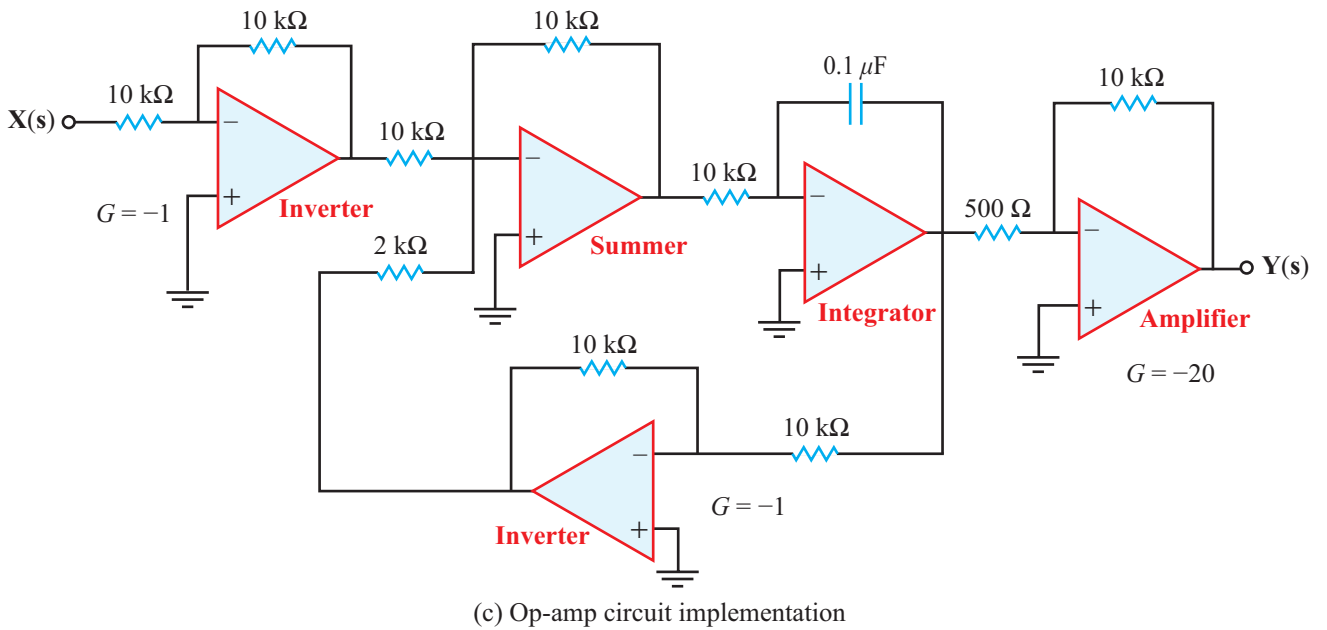 10 kΩ
10 kΩ
0.1 μF
10 kΩ
10 kΩ
X(s)
−
10 kΩ
−
10 kΩ
−
500 Ω
−
+
G = −1
Inverter
+
Summer
2 kΩ
+
Integrator
Y(s)
+
Amplifier
G = −20
10 kΩ
10 kΩ
−
G = −1
+
Inverter
(c) Op-amp circuit implementation